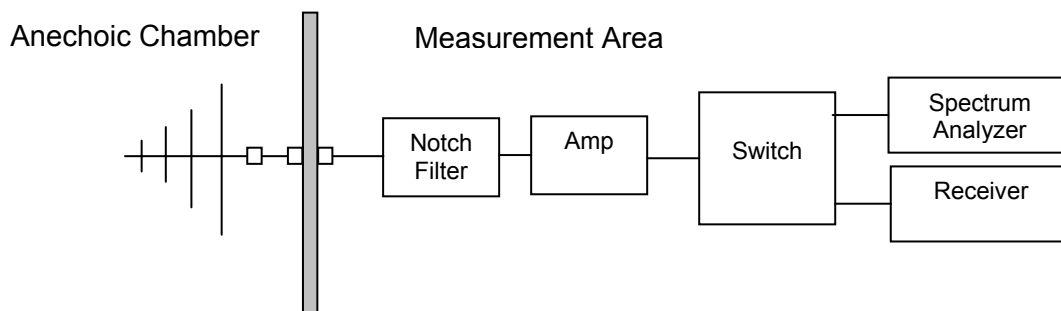 Anechoic Chamber
Measurement Area
Notch
Filter
Amp
Switch
Spectrum
Analyzer
Receiver